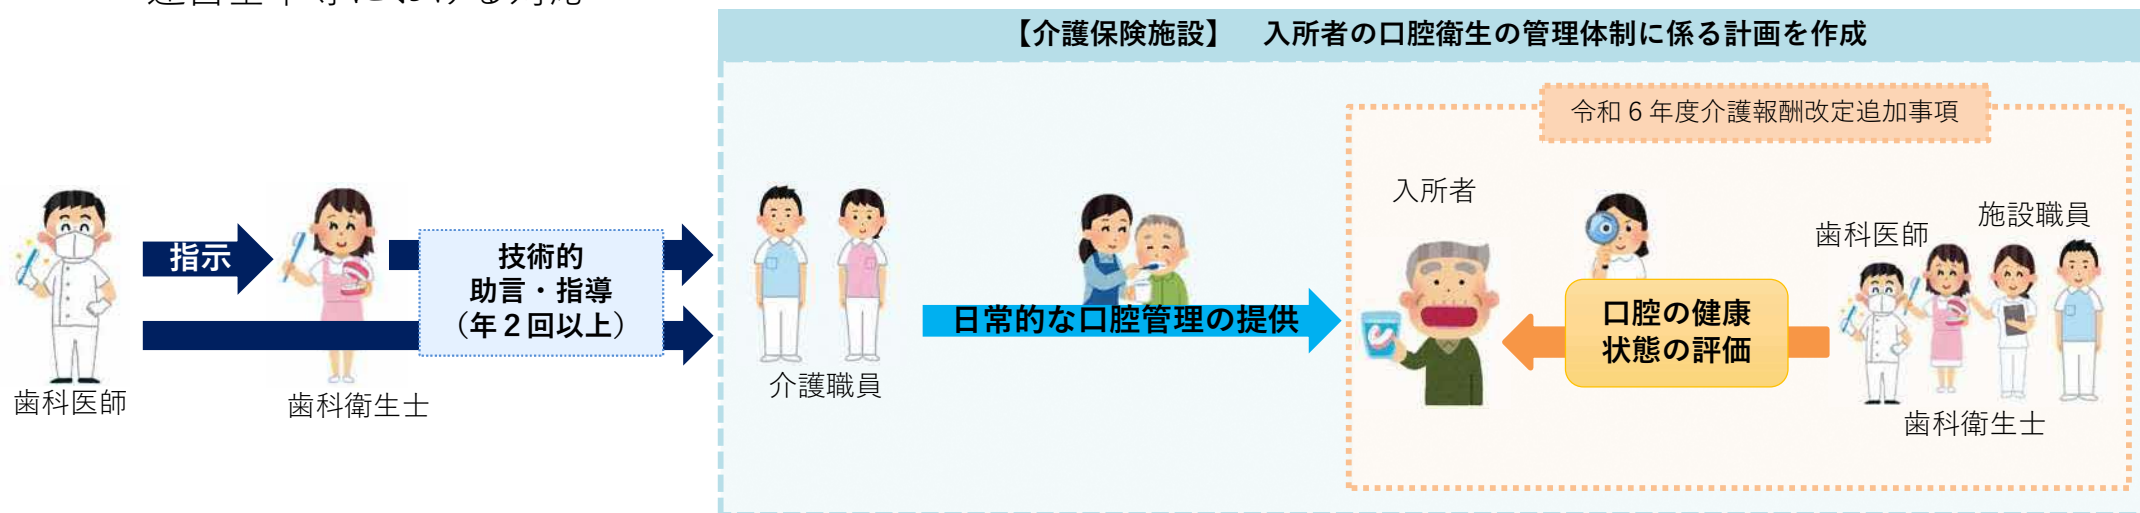 【介護保険施設】 入所者の口腔衛生の管理体制に係る計画を作成
令和６年度介護報酬改定追加事項
指示
技術的
助言・指導
（年２回以上）
歯科医師
歯科衛生士
介護職員
日常的な口腔管理の提供
入所者
口腔の健康
状態の評価
歯科医師
施設職員
歯科衛生士